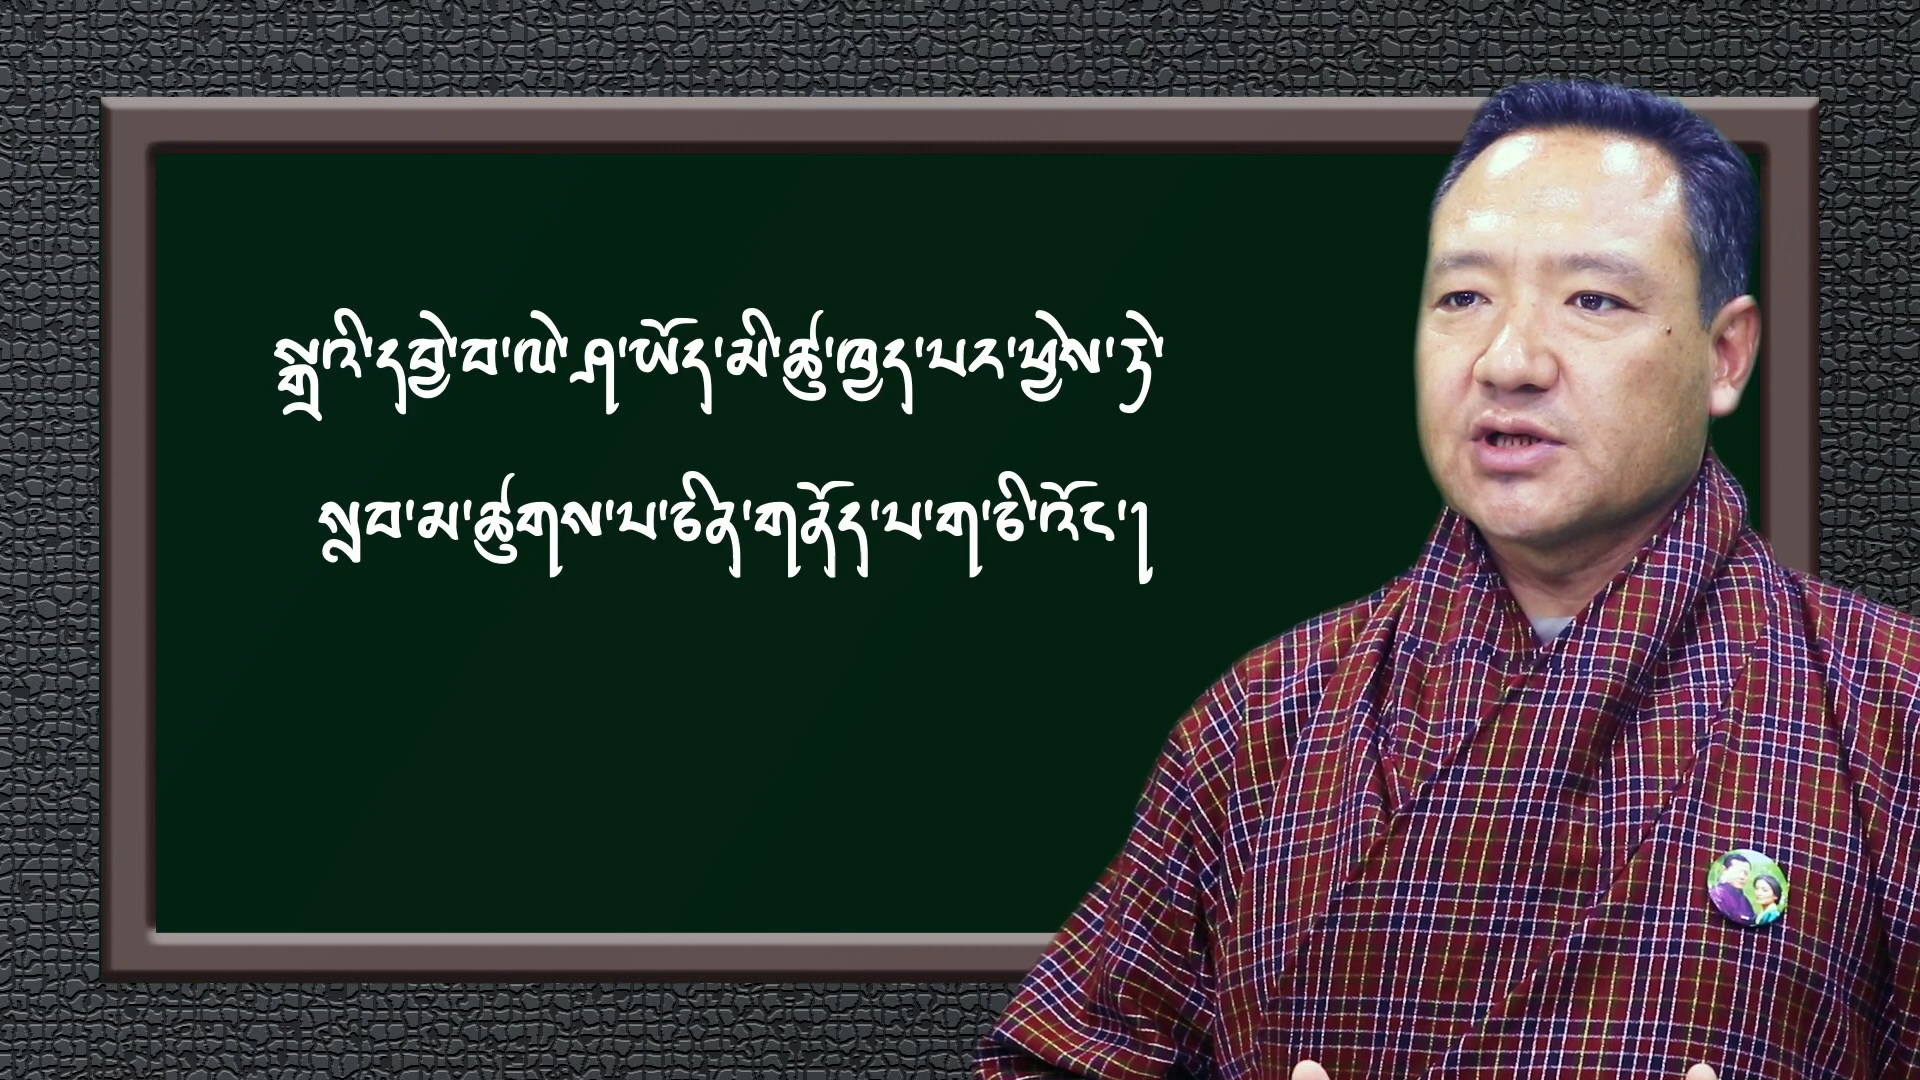 སྒྲའི་དབྱེ་བ་ལེ་ཤ་ཡོད་མི་ཚུ་ཁྱད་པར་ཕྱེས་ཏེ་
སླབ་མ་ཚུགས་པ་ཅིན་གནོད་པ་ག་ཅི་འོང་།